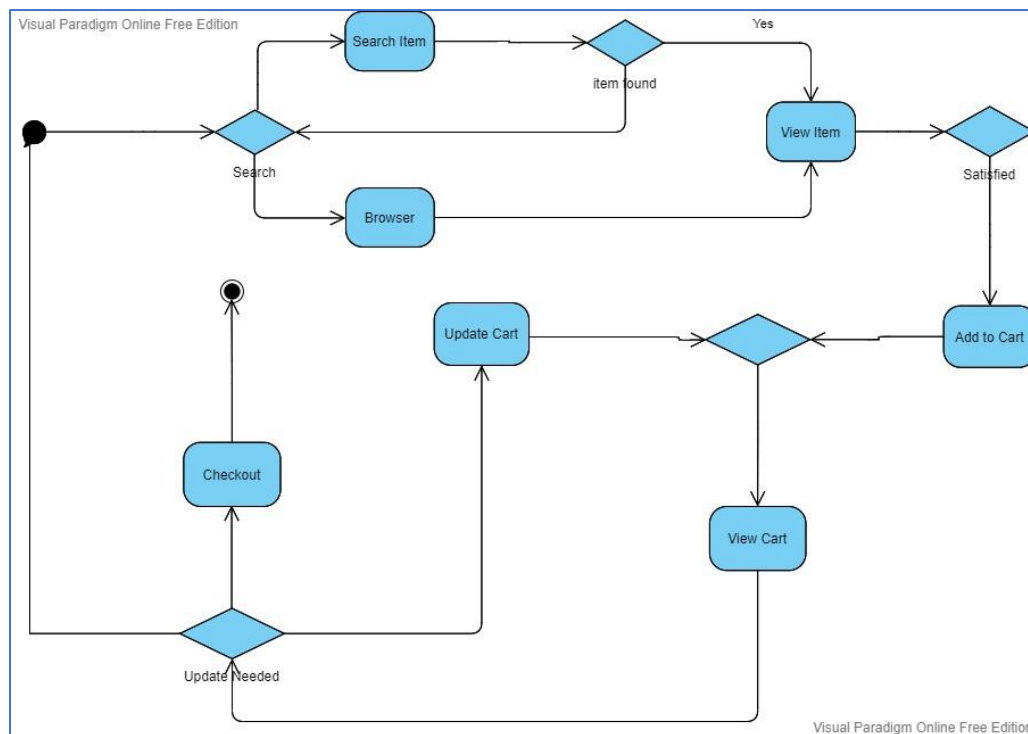 Visual Paradigm Online Free Edition
Yes
Search Item
item found
View Item
Search
Satisfied
Browser
Update Cart
Add to Cart
Checkout
View Cart
Update Needed
Visual Paradigm Online Free Edition